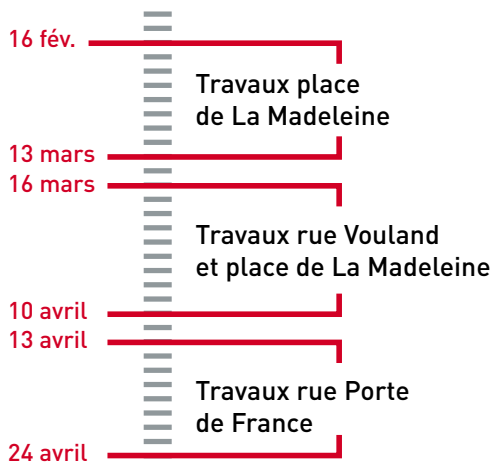 16 fév.
Travaux place
de La Madeleine
13 mars
16 mars
Travaux rue Vouland
et place de La Madeleine
10 avril
13 avril
Travaux rue Porte
de France
24 avril